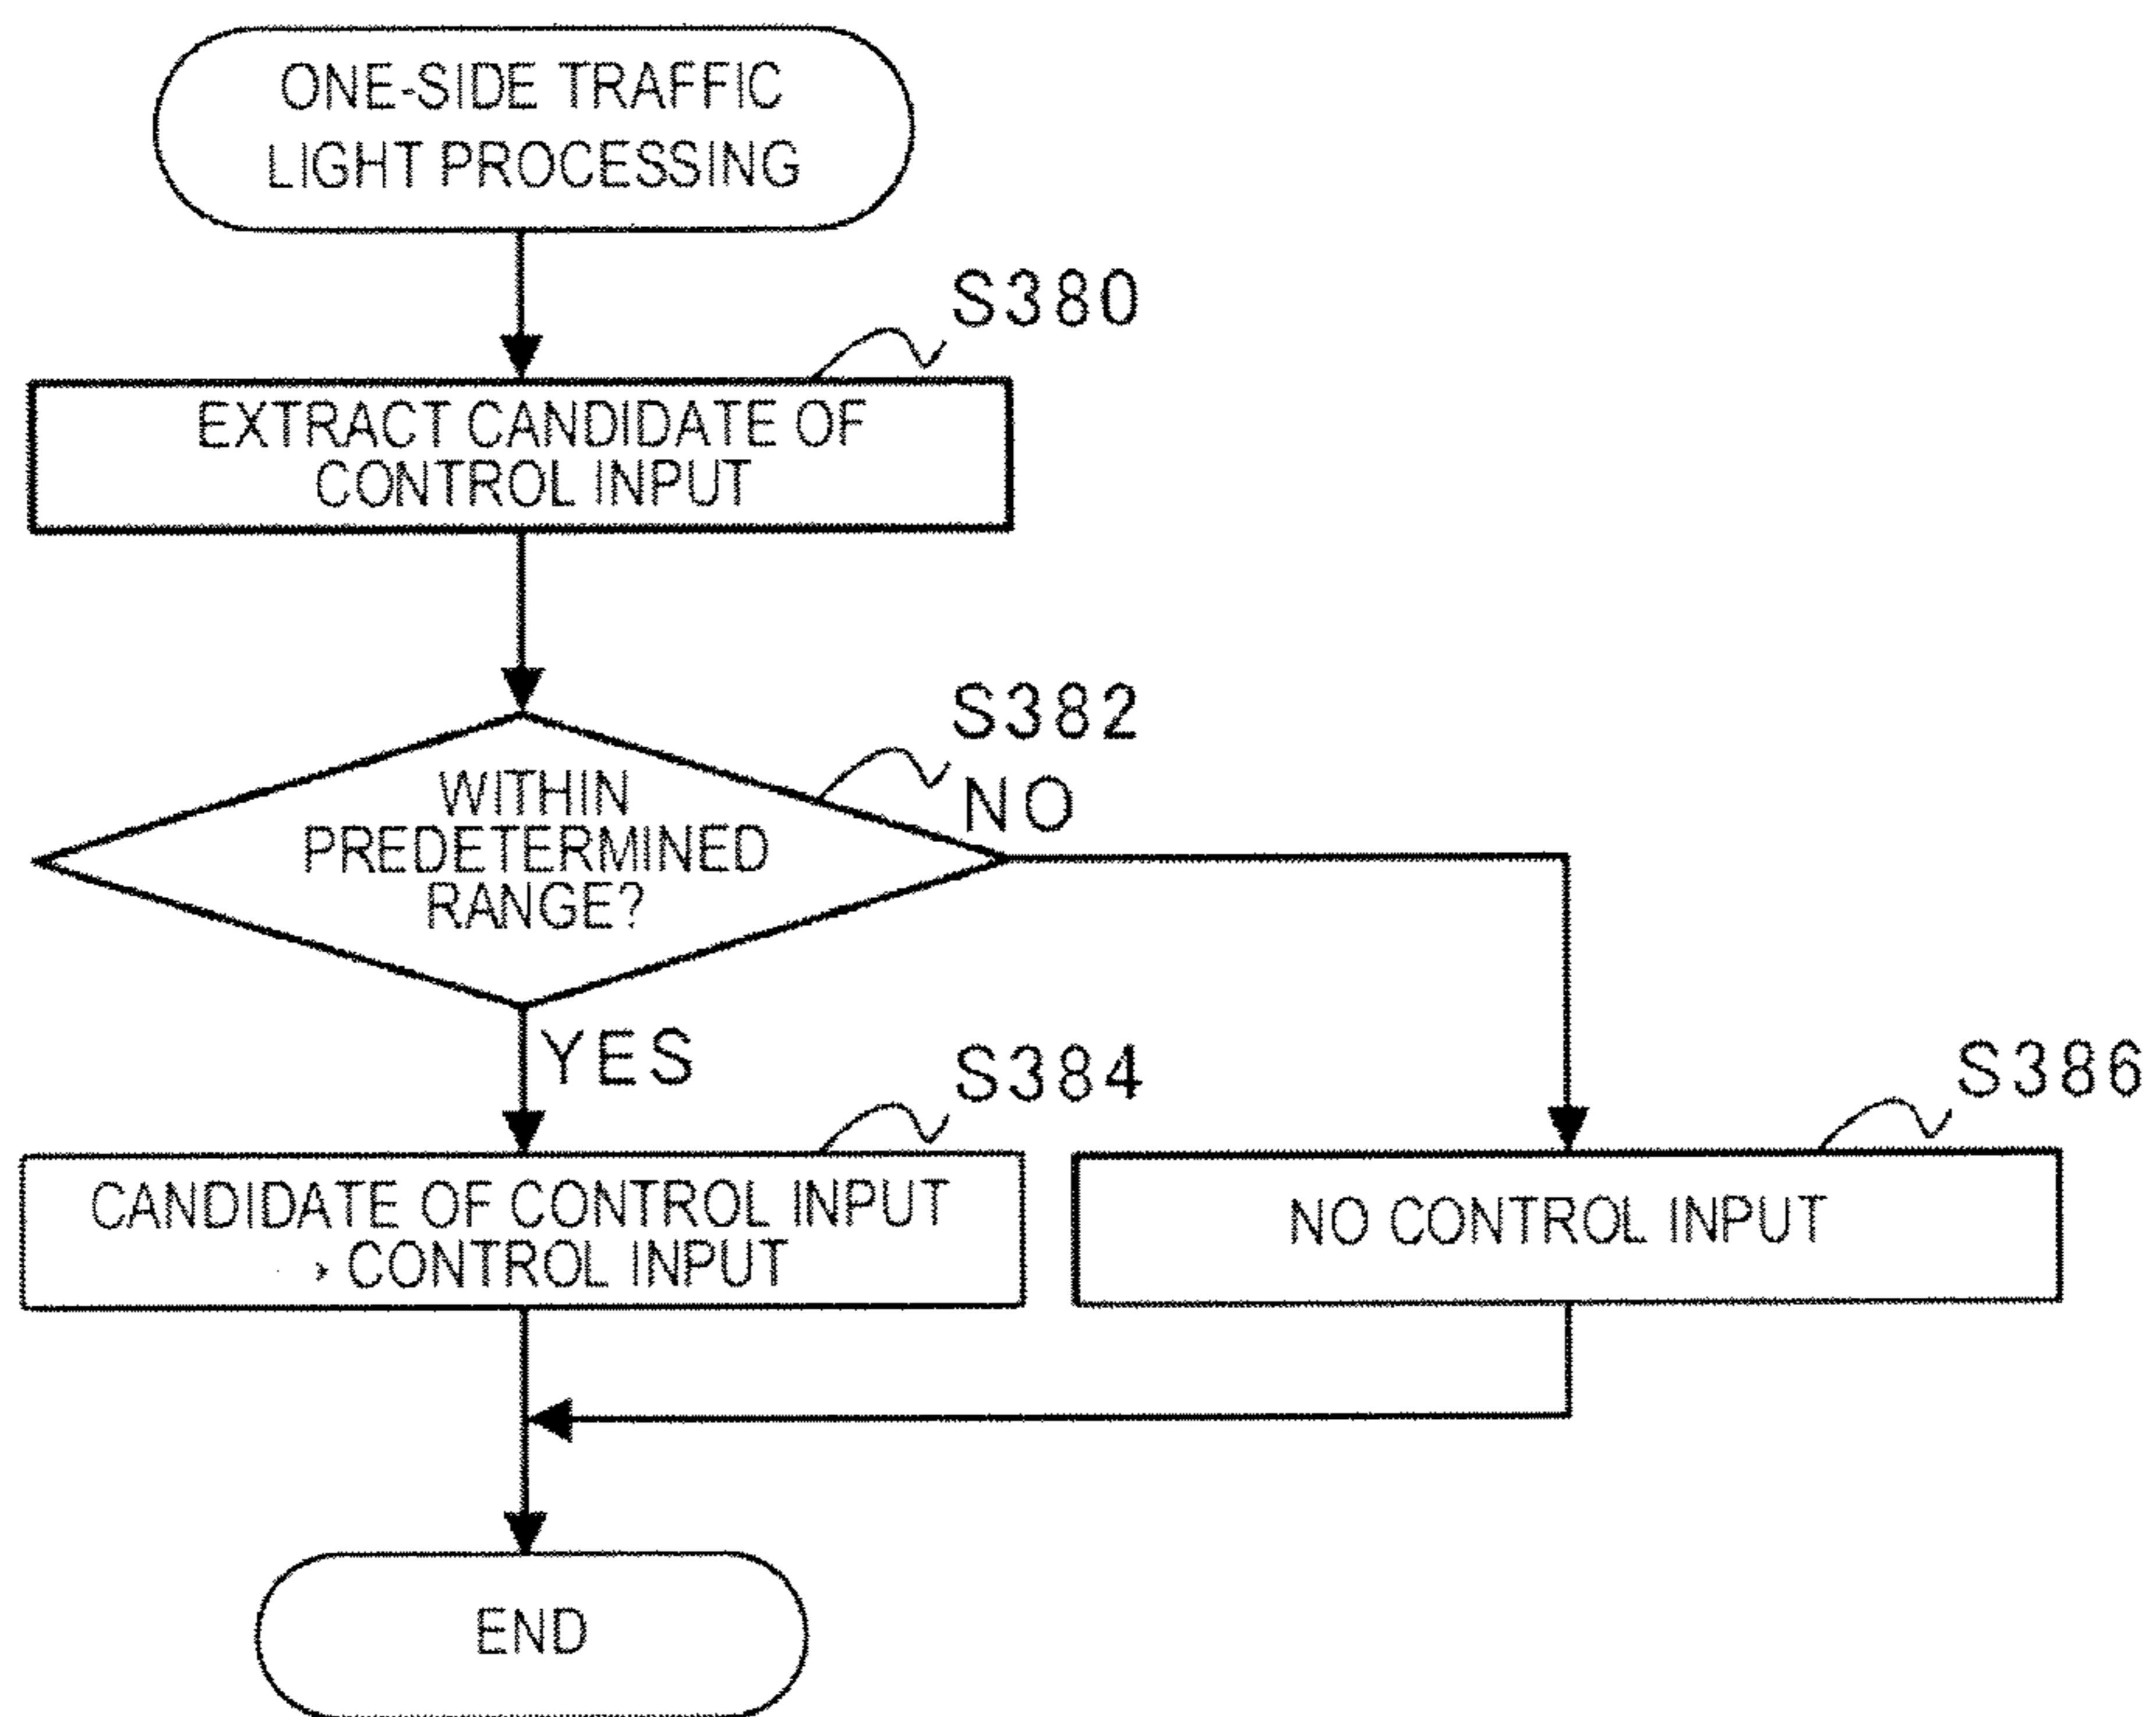 ONE-SIDE TRAFFIC
LIGHT PROCESSING
S380
EXTRACT CANDIDATE OF
CONTROL INPUT
S382
NO
WITHIN
PREDETERMINED
RANGE?
YES
S384
S386
CANDIDATE OF CONTROL INPUT
→ CONTROL INPUT
NO CONTROL INPUT
END